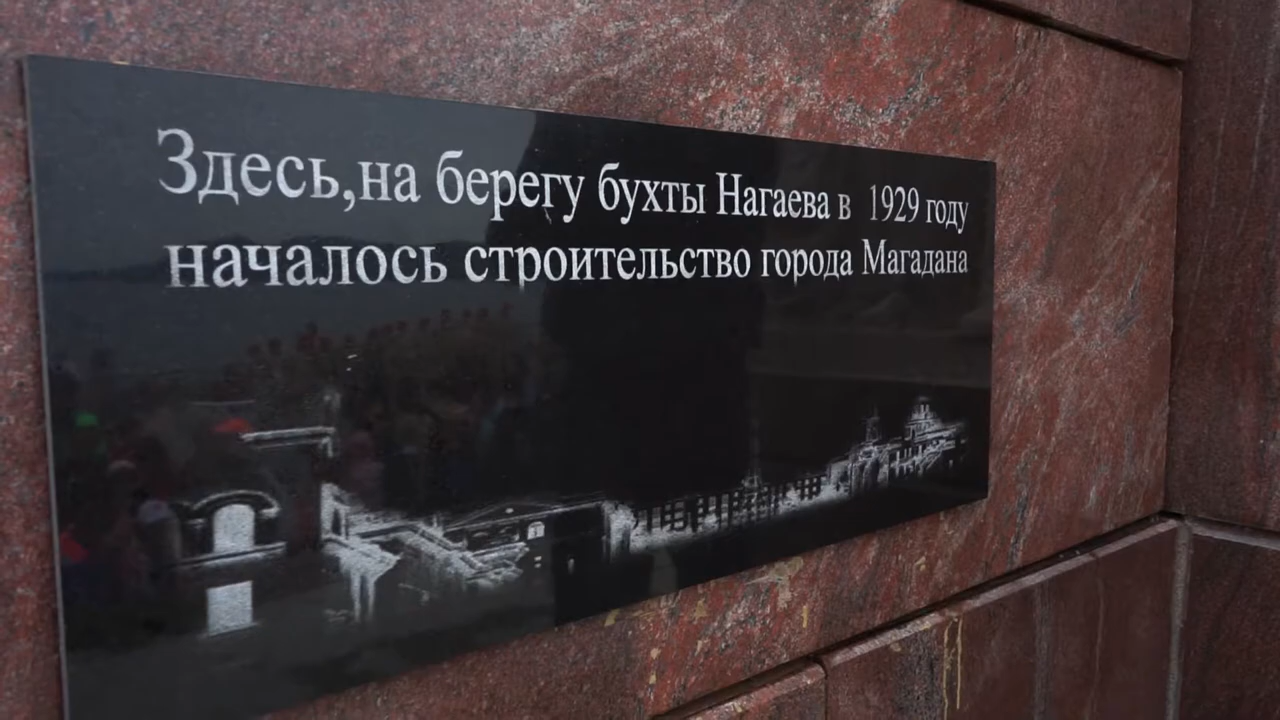 Здесь,на берегу бухты Нагаева в 1929 году
началось строительство города Магадана